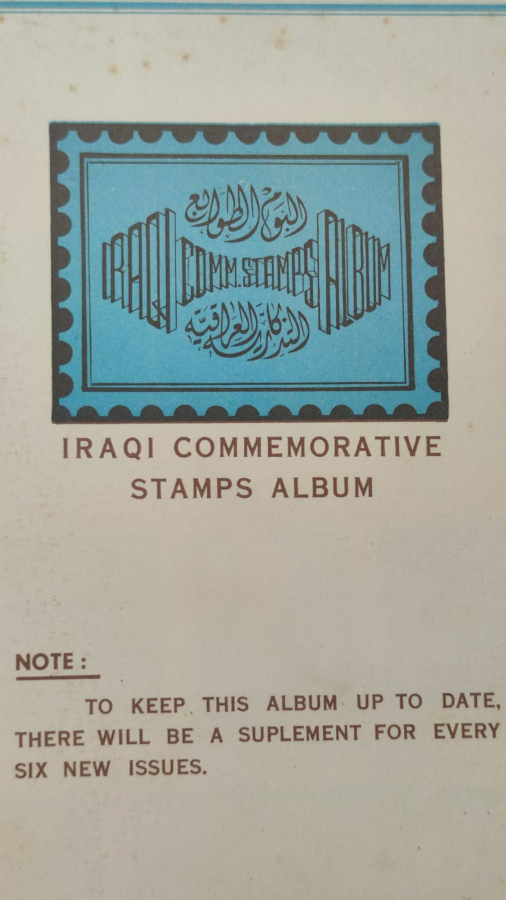 البوم الطوابع
IRAQI COMM.STAMPS ALBUM
التذكارية العراقية
IRAQI COMMEMORATIVE
STAMPS ALBUM
NOTE :
TO KEEP THIS ALBUM UP TO DATE,
THERE WILL BE A SUPLEMENT FOR EVERY
SIX NEW ISSUES.